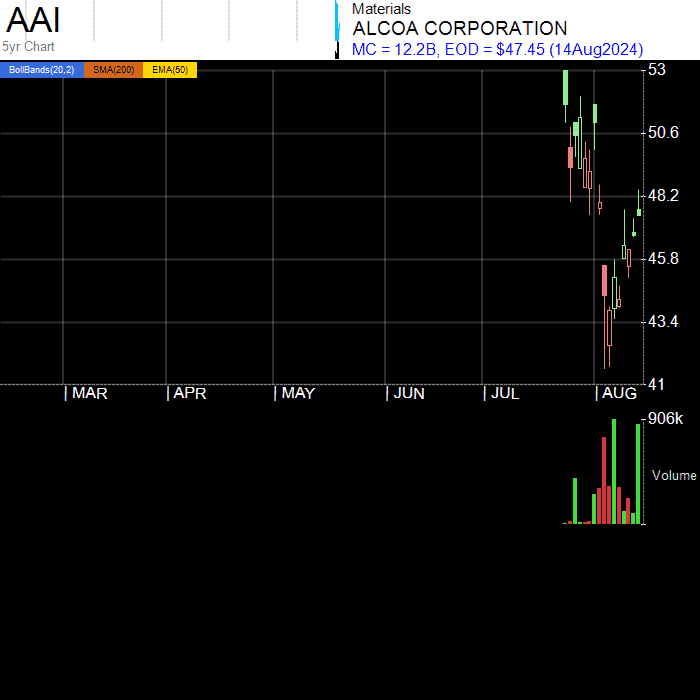 AAI
5yr Chart
Materials
ALCOA CORPORATION
MC = 12.2B, EOD = $47.45 (14Aug2024)
BollBands(20,2) SMA(200) EMA(50)
53
50.6
48.2
45.8
43.4
41
| MAR | APR | MAY | JUN | JUL | AUG
906k
Volume